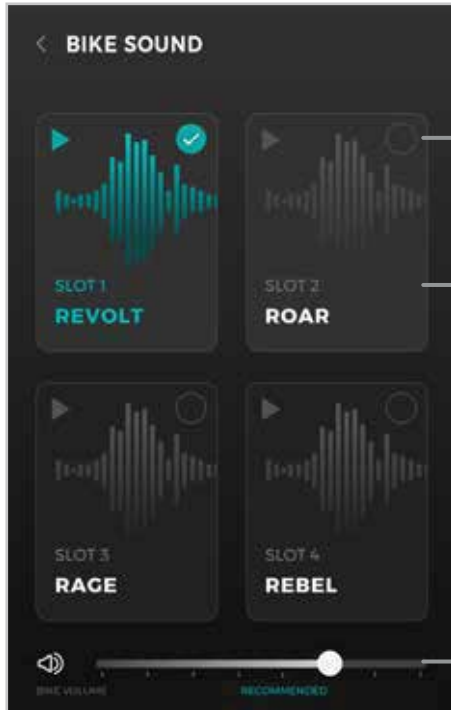 BIKE SOUND
SLOT 1
REVOLT
SLOT 2
ROAR
SLOT 3
RAGE
SLOT 4
REBEL
BIKE VOLUME
RECOMMENDED